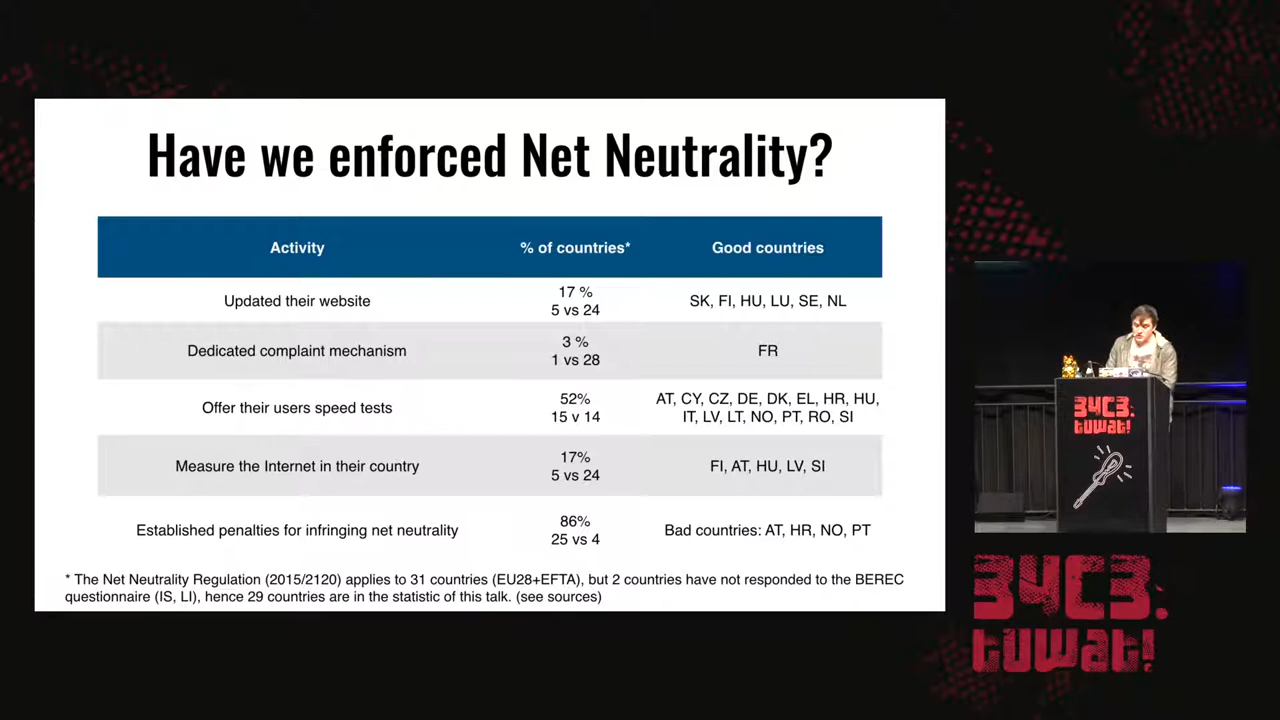 Have we enforced Net Neutrality?
Activity % of countries* Good countries
Updated their website 17 % 5 vs 24 SK, FI, HU, LU, SE, NL
Dedicated complaint mechanism 3 % 1 vs 28 FR
Offer their users speed tests 52% 15 v 14 AT, CY, CZ, DE, DK, EL, HR, HU, IT, LV, LT, NO, PT, RO, SI
Measure the Internet in their country 17% 5 vs 24 FI, AT, HU, LV, SI
Established penalties for infringing net neutrality 86% 25 vs 4 Bad countries: AT, HR, NO, PT
* The Net Neutrality Regulation (2015/2120) applies to 31 countries (EU28+EFTA), but 2 countries have not responded to the BEREC
questionnaire (IS, LI), hence 29 countries are in the statistic of this talk. (see sources)
34C3:
tuwat!
34C3:
tuwat!